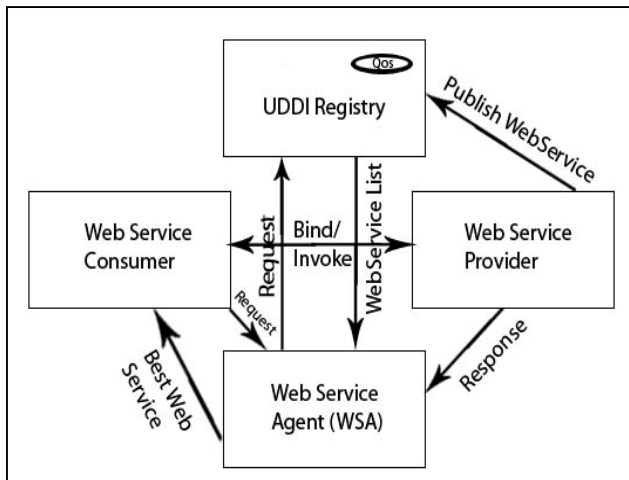 Qos
UDDI Registry
Publish WebService
Web Service
Consumer
Request
Bind/
Invoke
WebService List
Web Service
Provider
Request
Best Web
Service
Web Service
Agent (WSA)
Response